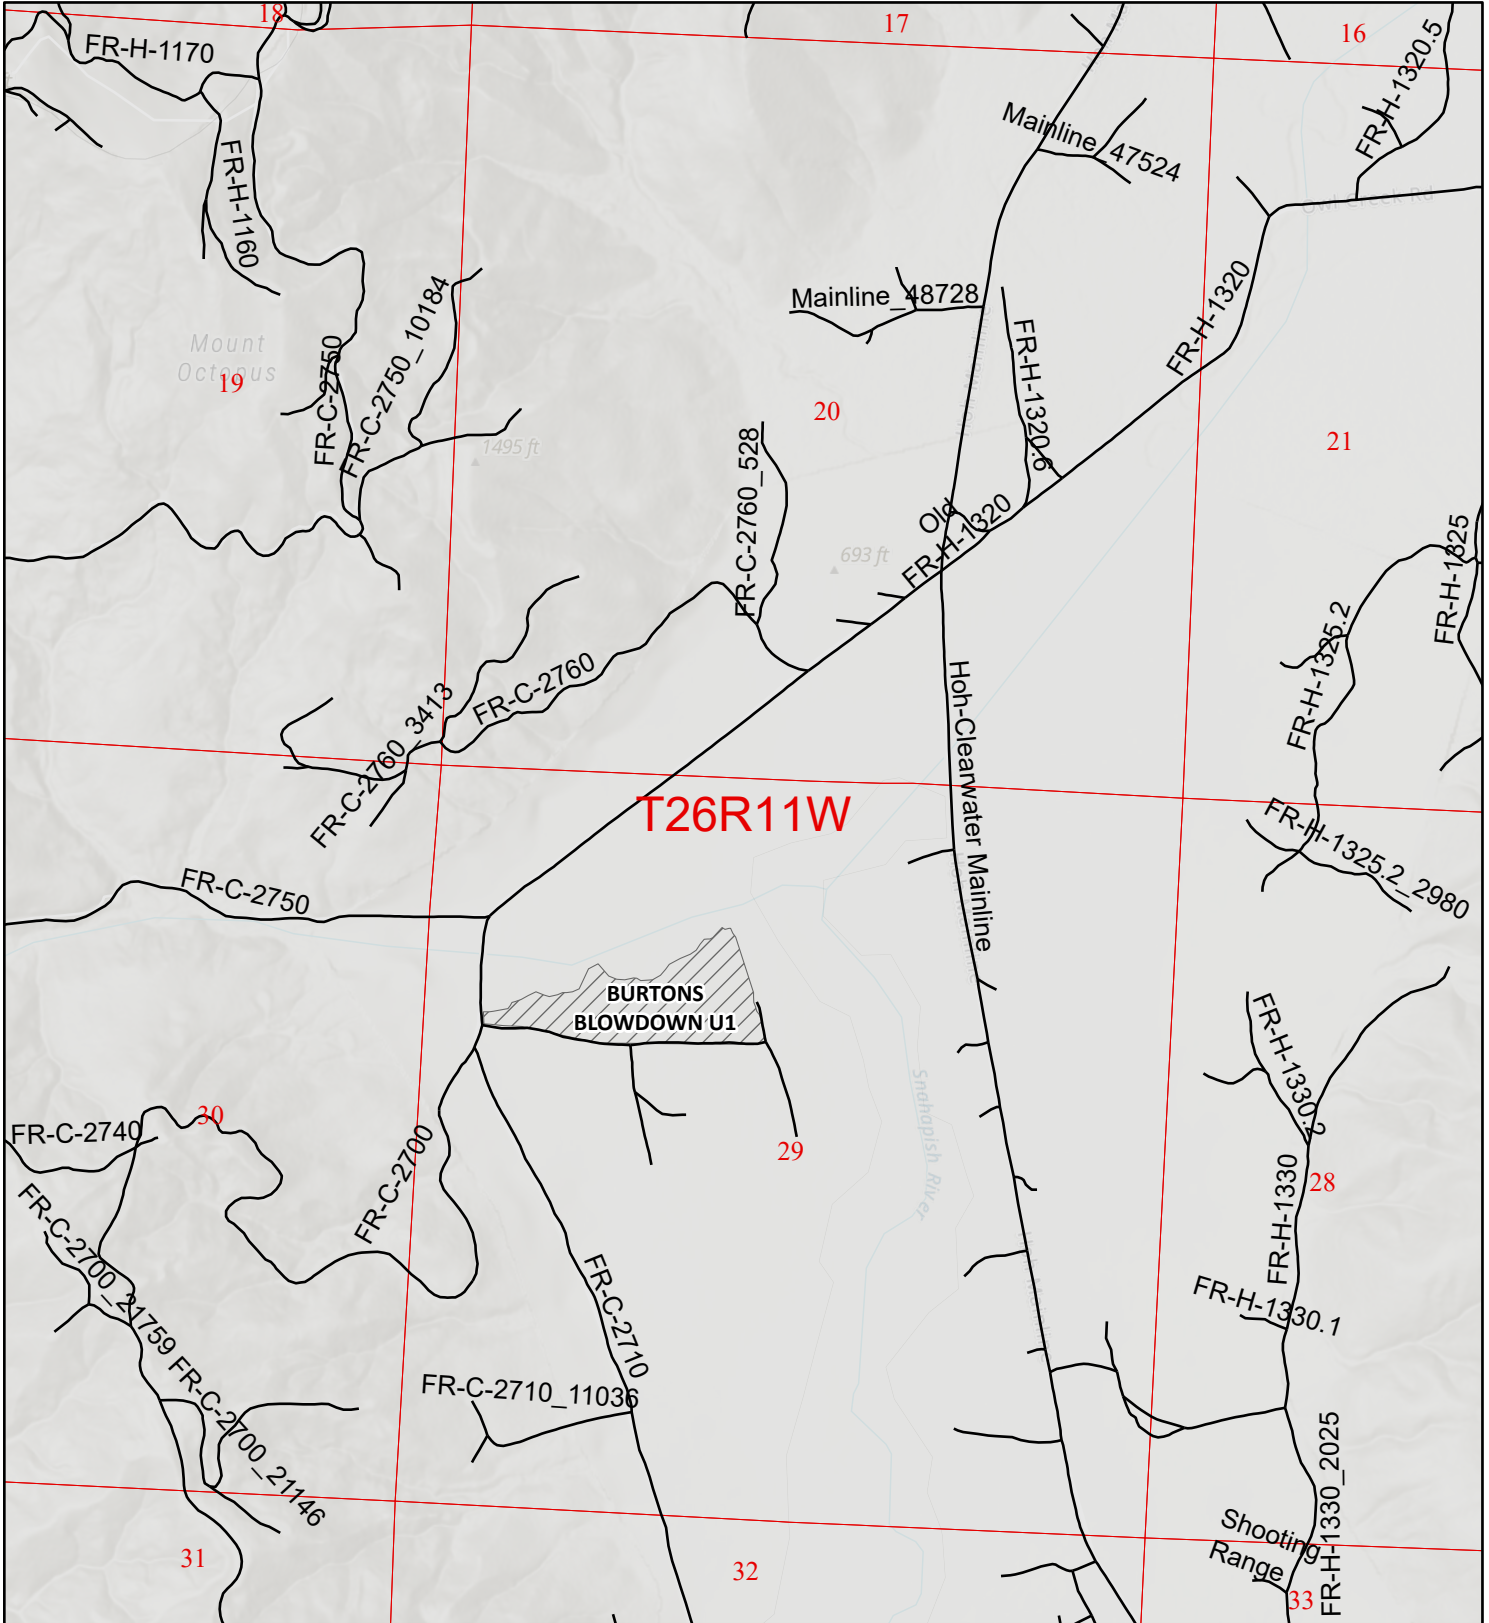 18
17
16
FR-H-1170
FR-H-1320.5
Mainline_47524
FR-H-1160
Owl Creek Rd
FR-H-1320
Mainline_48728
FR-C-2750_10184
FR-C-2750
Mount
Octopus
19
FR-H-1320.6
20
21
1495 ft
FR-C-2760_528
Old
FR-H-1320
693 ft
FR-H-1325
FR-H-1325.2
Hoh-Clearwater Mainline
FR-C-2760
FR-C-2760_3413
T26R11W
FR-H-1325.2_2980
FR-C-2750
BURTONS
BLOWDOWN U1
FR-H-1330.2
Snahapish River
30
FR-C-2740
29
FR-C-2700
28
FR-H-1330
FR-C-2700_21759
FR-C-2710
FR-H-1330.1
FR-C-2710_11036
FR-C-2700_21146
FR-H-1330_2025
Shooting
Range
31
32
33